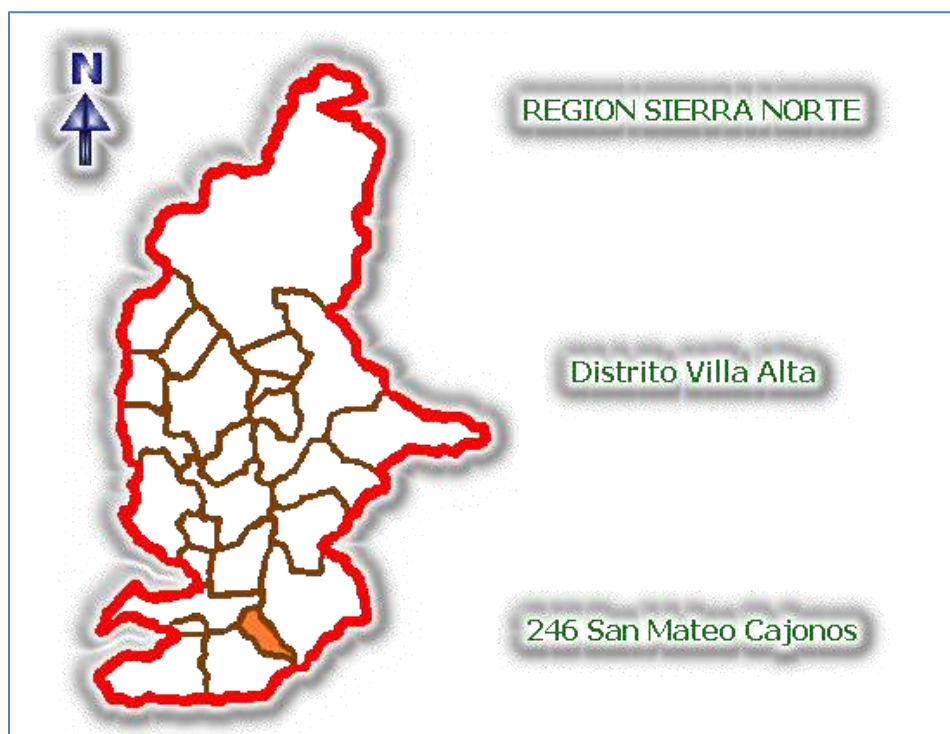 N
REGION SIERRA NORTE
Distrito Villa Alta
246 San Mateo Cajonos